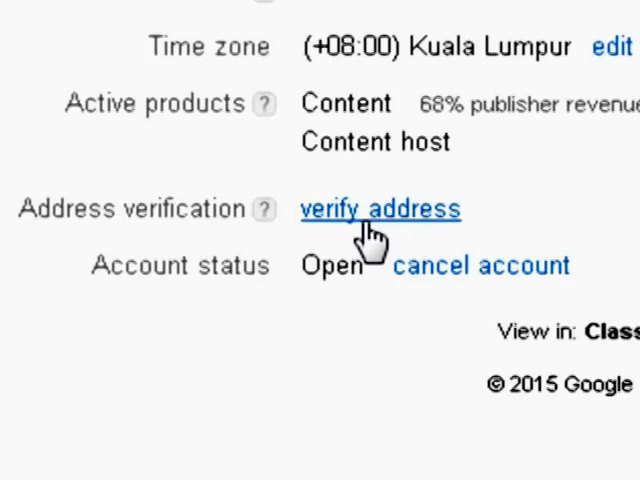 Time zone (+08:00) Kuala Lumpur edit
Active products ? Content 68% publisher revenue
Content host
Address verification ? verify address
Account status Open cancel account
View in: Class
© 2015 Google